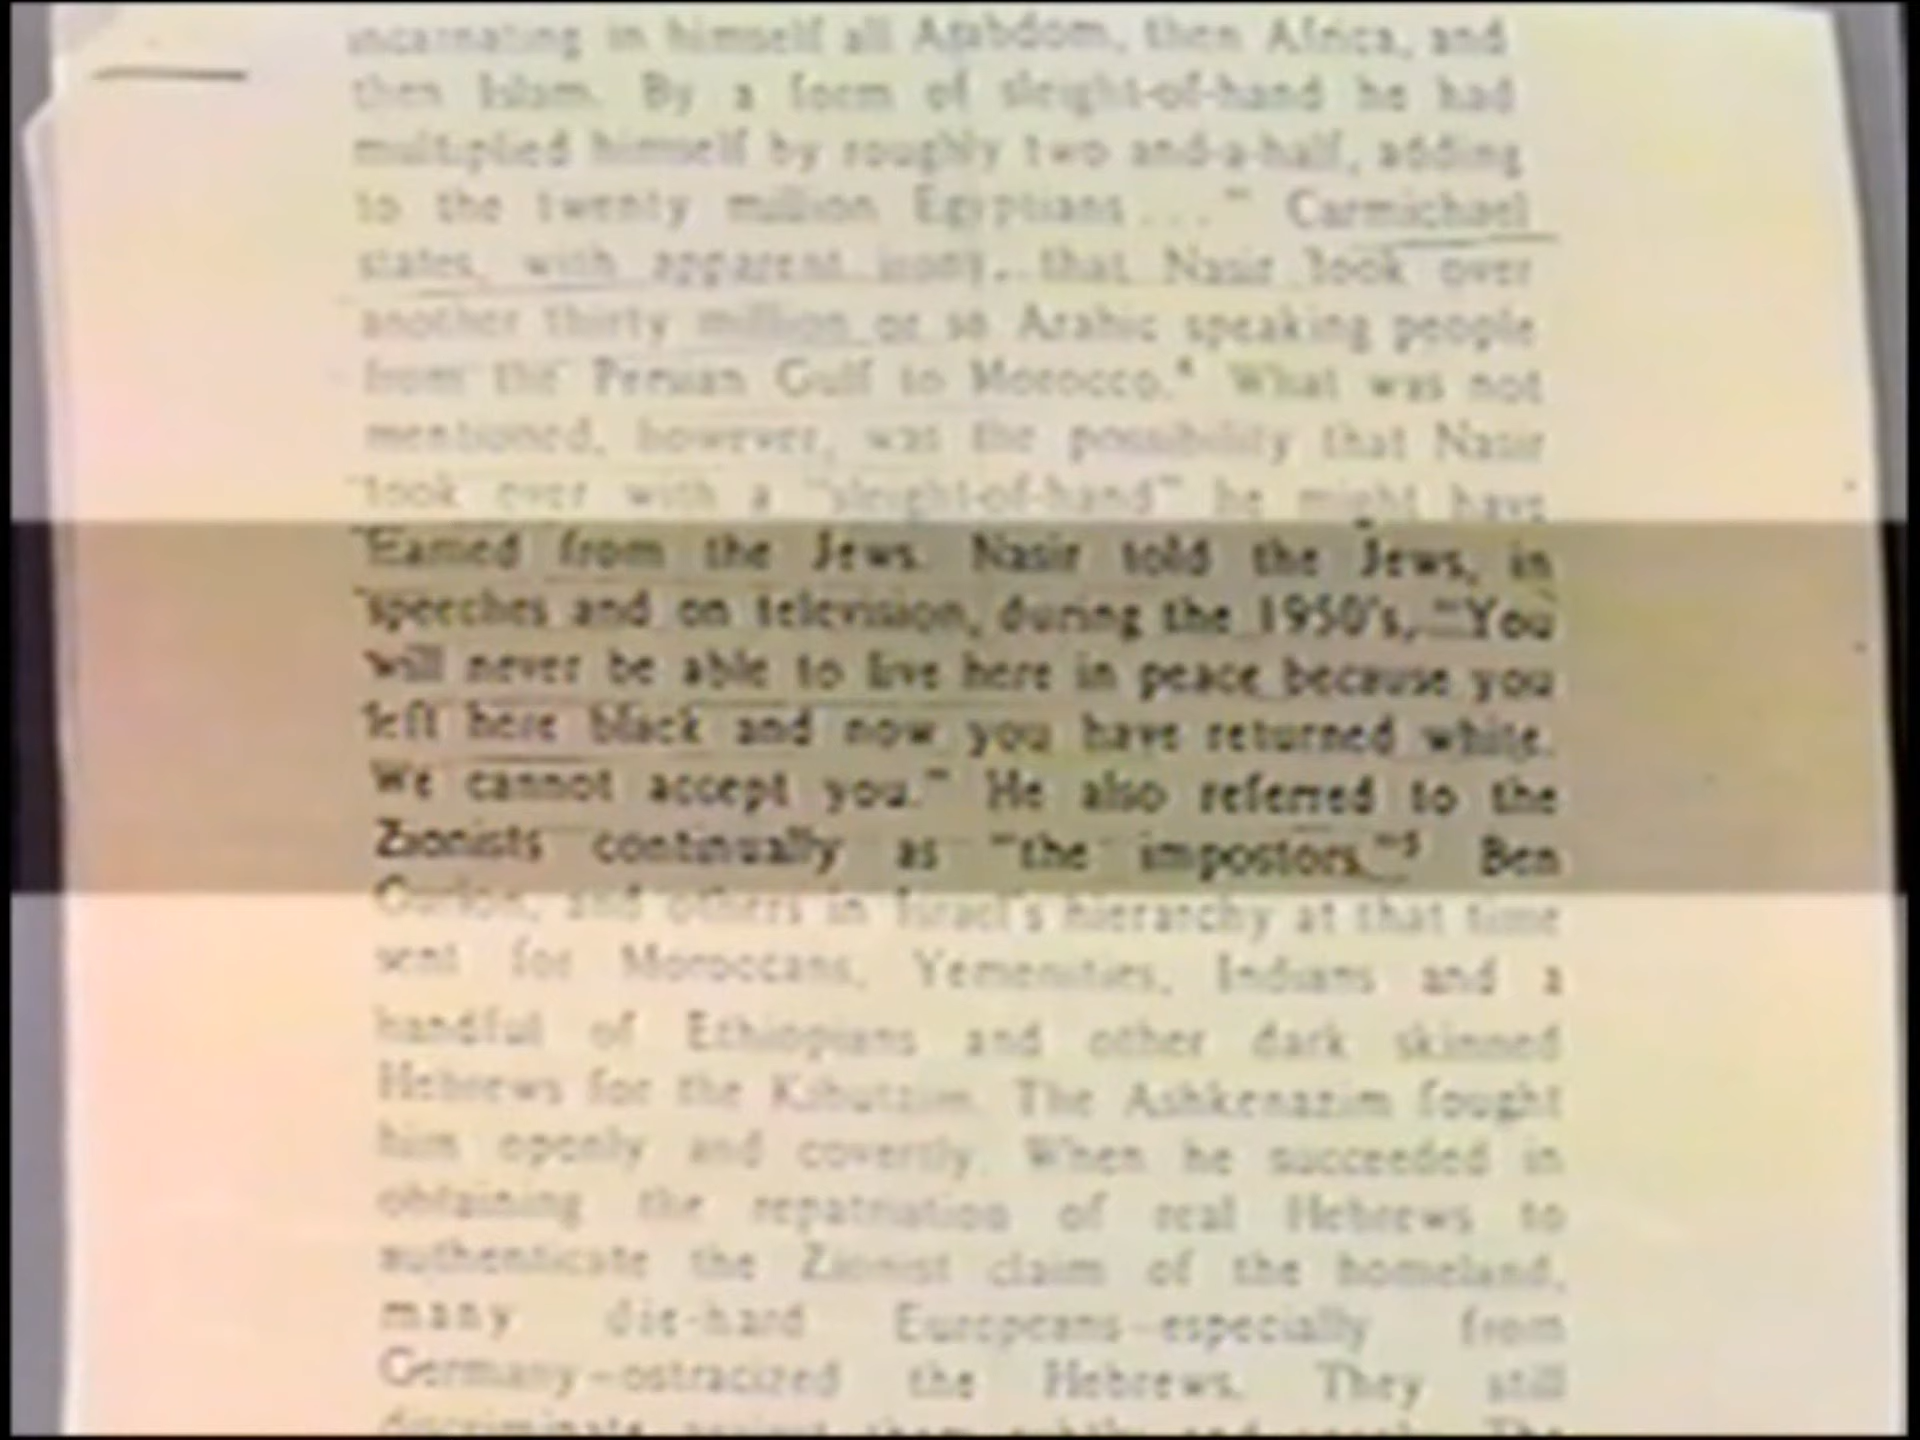 incarnating in himself all Arabdom, then Africa, and
then Islam. By a form of sleight-of-hand he had
multiplied himself by roughly two and-a-half, adding
to the twenty million Egyptians . . ." Carmichael
states, with apparent irony, that Nasir took over
another thirty million or so Arabic speaking people
from the Persian Gulf to Morocco.⁴ What was not
mentioned, however, was the possibility that Nasir
took over with a "sleight-of-hand" he might have
learned from the Jews. Nasir told the Jews, in
speeches and on television, during the 1950's, "You
will never be able to live here in peace because you
left here black and now you have returned white.
We cannot accept you." He also referred to the
Zionists continually as "the impostors."⁵ Ben
Gurion, and others in Israel's hierarchy at that time
sent for Moroccans, Yemenities, Indians and a
handful of Ethiopians and other dark skinned
Hebrews for the Kibutzim. The Ashkenazim fought
him openly and covertly. When he succeeded in
obtaining the repatriation of real Hebrews to
authenticate the Zionist claim of the homeland,
many die-hard Europeans–especially from
Germany–ostracized the Hebrews. They still
discriminate against them subtly and The